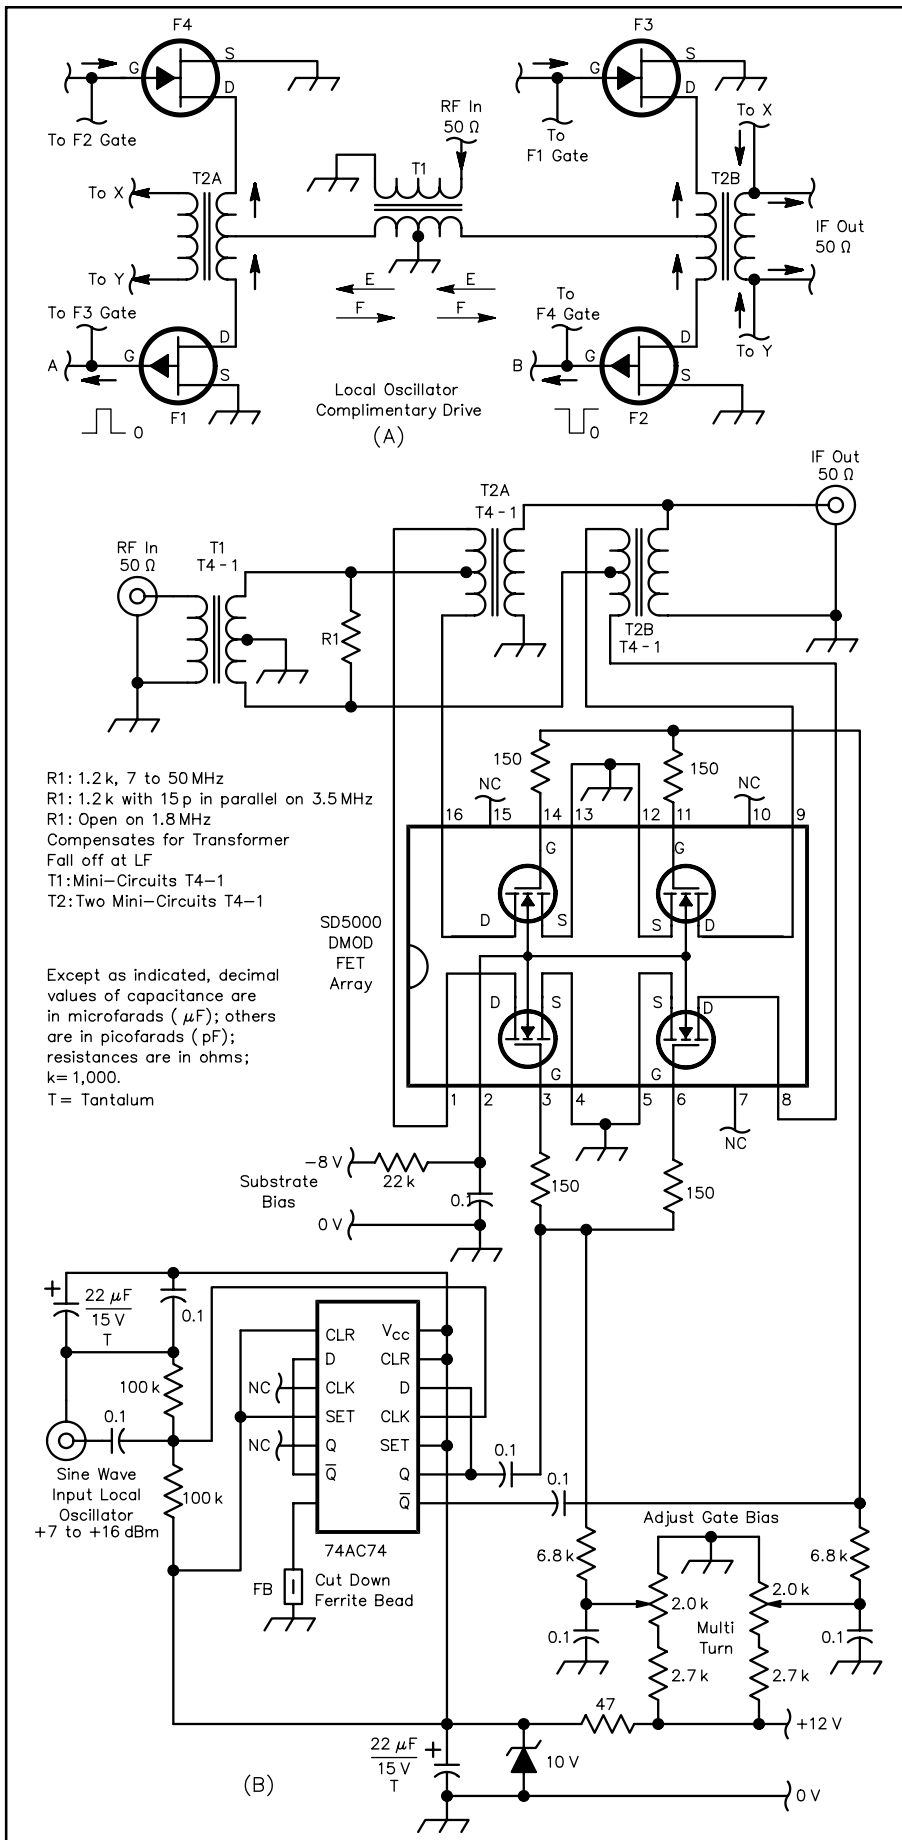 F4
F3
S
S
G
D
G
D
RF In
50 Ω
To X
To F2 Gate
To
F1 Gate
T1
T2A
T2B
To X
IF Out
50 Ω
To Y
E
E
F
F
To F3 Gate
To
F4 Gate
To Y
D
D
A
G
B
G
S
S
Local Oscillator
Complimentary Drive
0
F1
0
F2
(A)
IF Out
50 Ω
T2A
T4-1
RF In
50 Ω
T1
T4-1
R1
T2B
T4-1
150
150
R1: 1.2 k, 7 to 50 MHz
R1: 1.2 k with 15 p in parallel on 3.5 MHz
R1: Open on 1.8 MHz
Compensates for Transformer
Fall off at LF
T1: Mini-Circuits T4-1
T2: Two Mini-Circuits T4-1
NC
NC
16
15
14
13
12
11
10
9
G
G
D
S
S
D
SD5000
DMOD
FET
Array
D
S
S
D
G
G
1
2
3
4
5
6
7
8
NC
Except as indicated, decimal
values of capacitance are
in microfarads ( μF); others
are in picofarads (pF);
resistances are in ohms;
k= 1,000.
T = Tantalum
-8 V
22 k
Substrate
Bias
0.1
0 V
150
150
+
22 μF
15 V
T
0.1
100 k
0.1
Sine Wave
Input Local
Oscillator
+7 to +16 dBm
100 k
CLR
Vcc
D
CLR
NC
CLK
D
SET
CLK
NC
Q
SET
Q̅
Q
Q̅
74AC74
0.1
0.1
FB
Cut Down
Ferrite Bead
Adjust Gate Bias
6.8 k
6.8 k
2.0 k
2.0 k
Multi
Turn
0.1
0.1
2.7 k
2.7 k
47
+12 V
22 μF
15 V
T
+
10 V
0 V
(B)